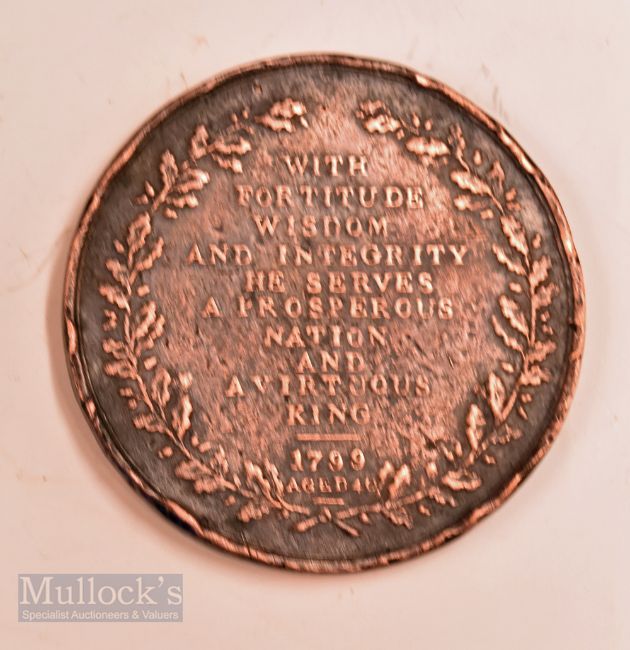 WITH
FORTITUDE
WISDOM
AND INTEGRITY
HE SERVES
A PROSPEROUS
NATION
AND
A VIRTUOUS
KING
1799
AGED 40
Mullock's
Specialist Auctioneers & Valuers